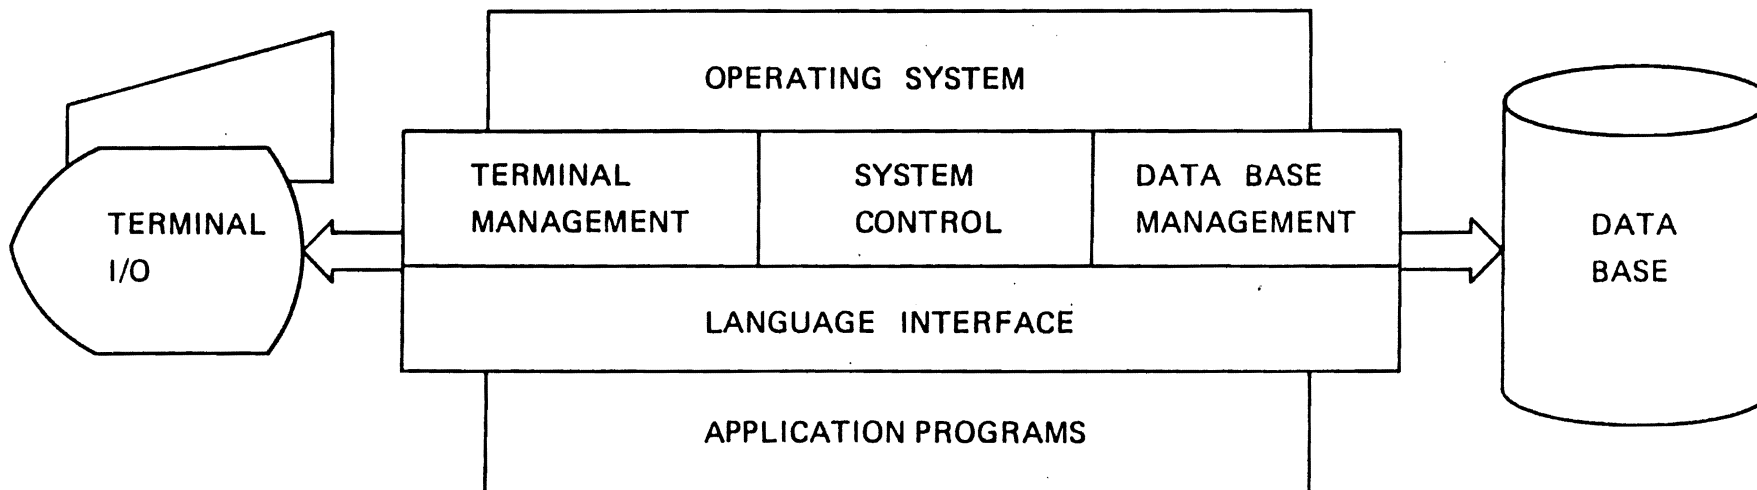 OPERATING SYSTEM
TERMINAL
MANAGEMENT
SYSTEM
CONTROL
DATA BASE
MANAGEMENT
TERMINAL
I/O
DATA
BASE
LANGUAGE INTERFACE
APPLICATION PROGRAMS